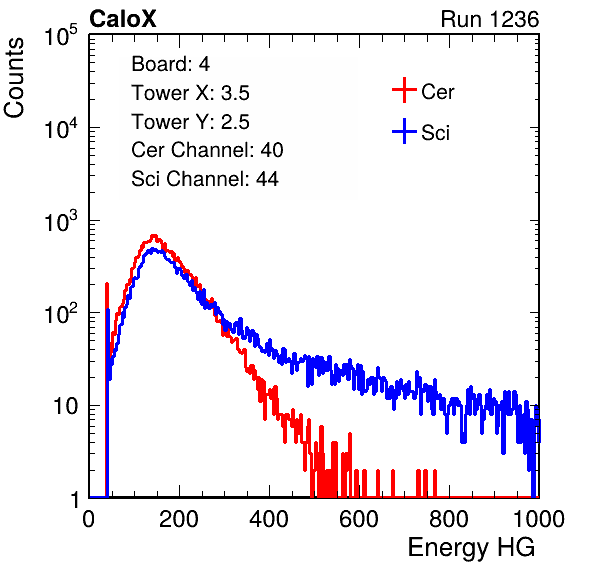 CaloX Run 1236
Counts
Board: 4
Tower X: 3.5
Tower Y: 2.5
Cer Channel: 40
Sci Channel: 44
Cer
Sci
10^5
10^4
10^3
10^2
10
1
0 200 400 600 800 1000
Energy HG